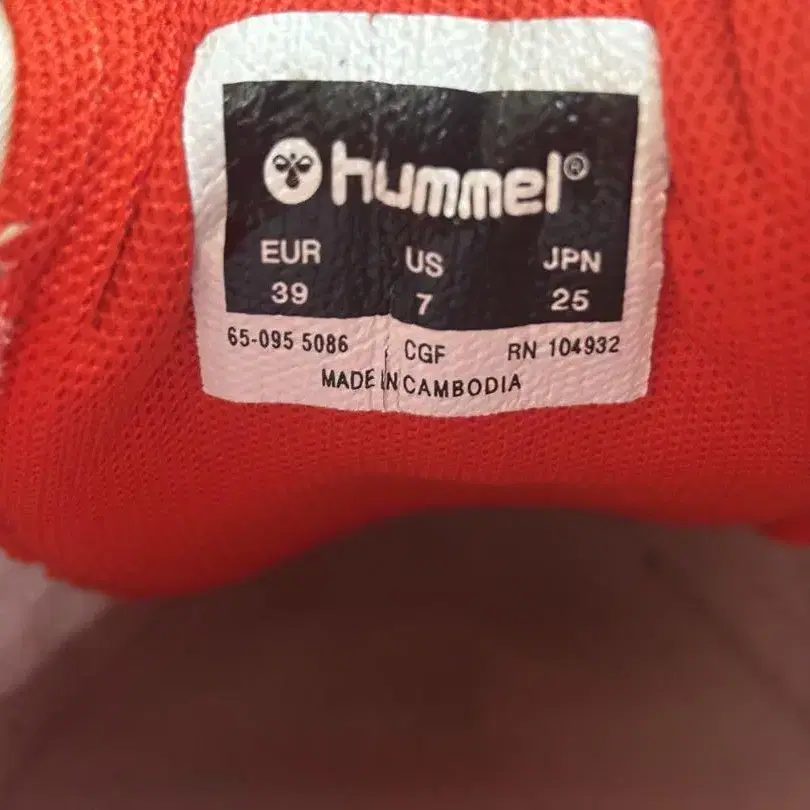 hummel®
EUR US JPN
39 7 25
65-095 5086 CGF RN 104932
MADE IN CAMBODIA